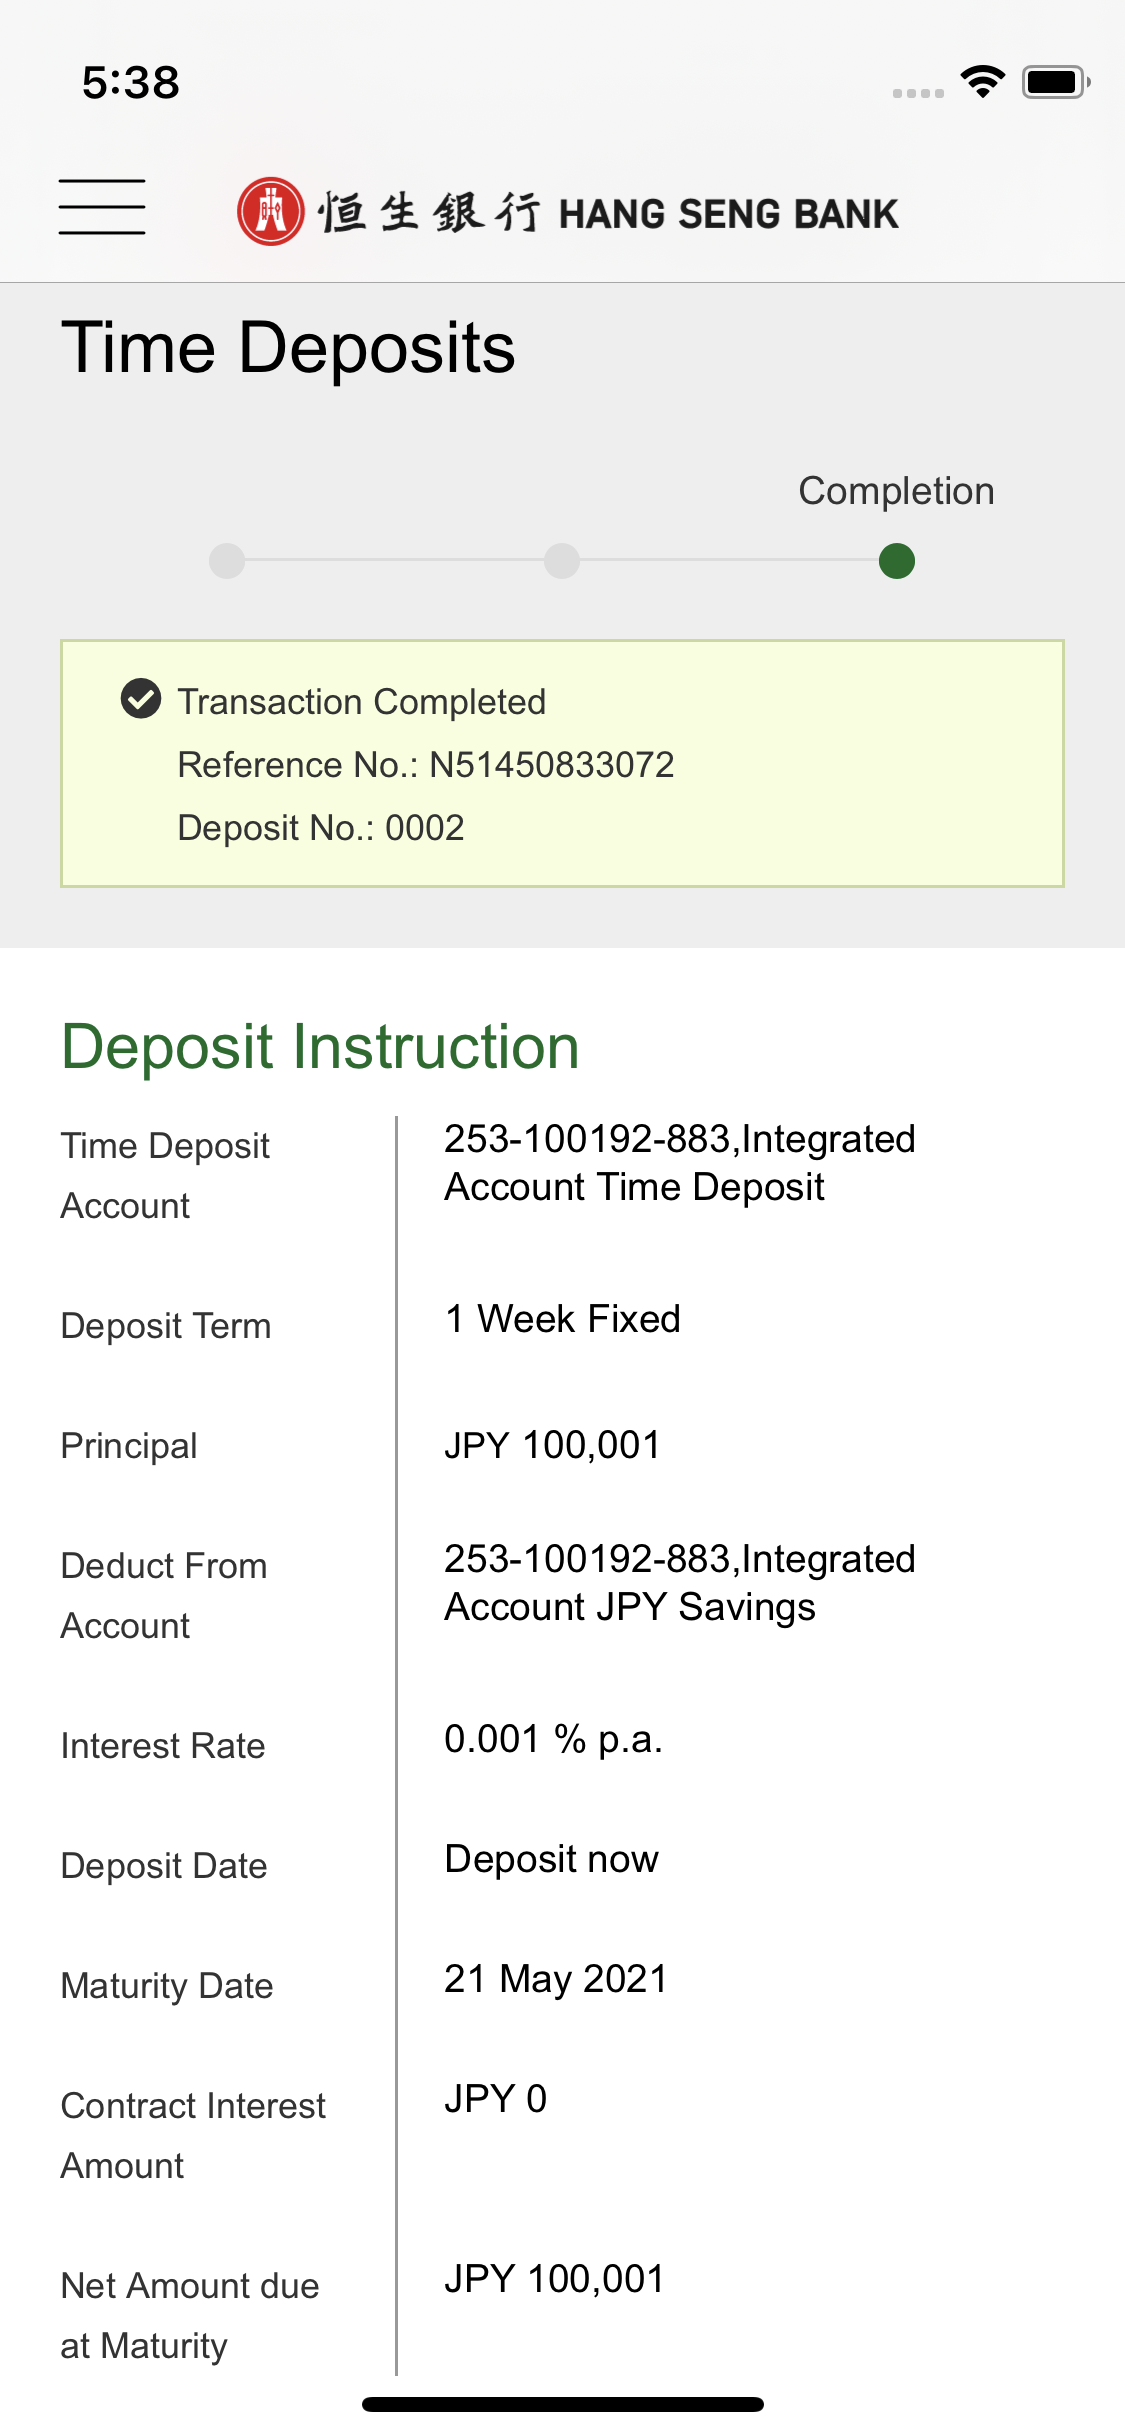 5:38
恒生銀行 HANG SENG BANK
Time Deposits
Completion
Transaction Completed
Reference No.: N51450833072
Deposit No.: 0002
Deposit Instruction
Time Deposit
Account
253-100192-883,Integrated
Account Time Deposit
Deposit Term
1 Week Fixed
Principal
JPY 100,001
Deduct From
Account
253-100192-883,Integrated
Account JPY Savings
Interest Rate
0.001 % p.a.
Deposit Date
Deposit now
Maturity Date
21 May 2021
Contract Interest
Amount
JPY 0
Net Amount due
at Maturity
JPY 100,001